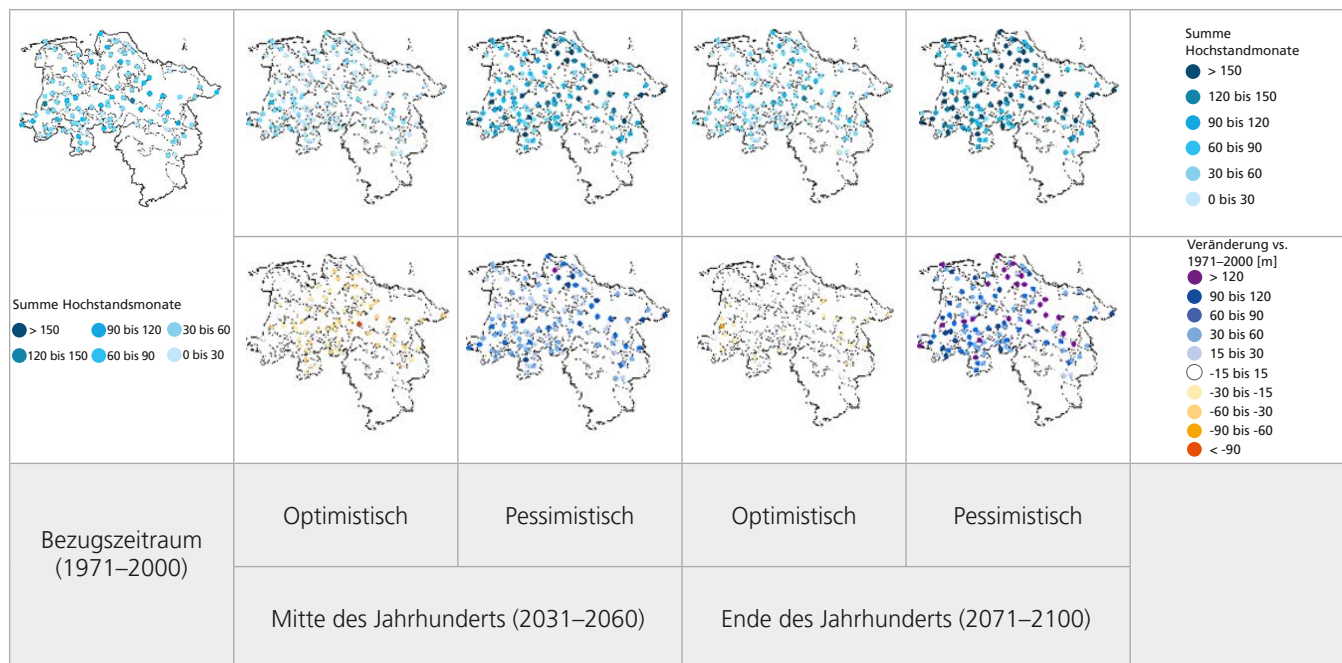 Summe
Hochstandmonate
> 150
120 bis 150
90 bis 120
60 bis 90
30 bis 60
0 bis 30
Summe Hochstandsmonate
> 150 90 bis 120 30 bis 60
120 bis 150 60 bis 90 0 bis 30
Veränderung vs.
1971–2000 [m]
> 120
90 bis 120
60 bis 90
30 bis 60
15 bis 30
-15 bis 15
-30 bis -15
-60 bis -30
-90 bis -60
< -90
Bezugszeitraum
(1971–2000)
Optimistisch Pessimistisch Optimistisch Pessimistisch
Mitte des Jahrhunderts (2031–2060) Ende des Jahrhunderts (2071–2100)